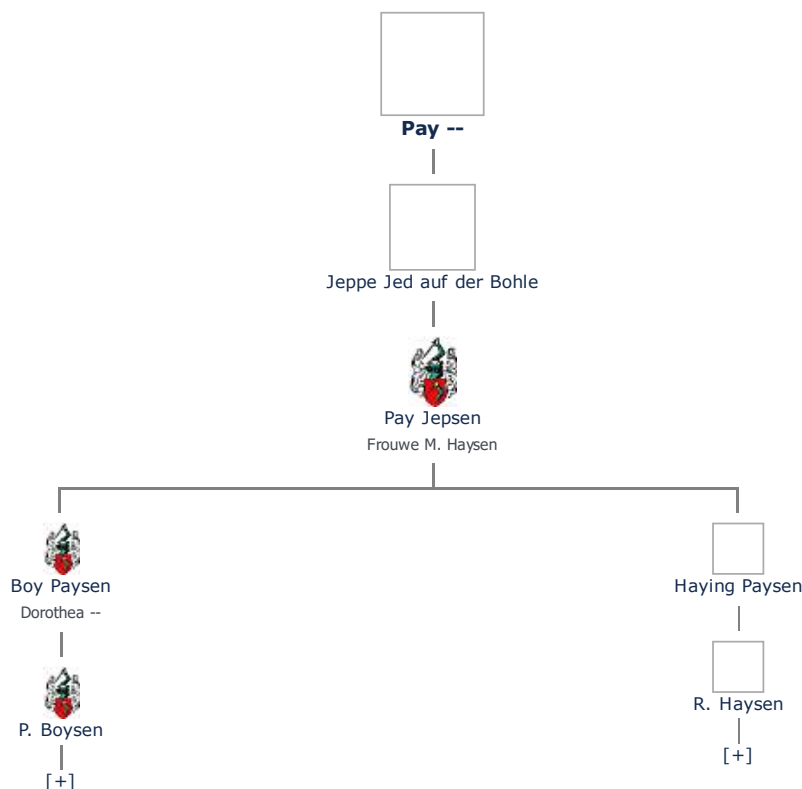 Pay --
Jeppe Jed auf der Bohle
Pay Jepsen
Frouwe M. Haysen
Boy Paysen
Dorothea --
Haying Paysen
P. Boysen
R. Haysen
[+]
[+]